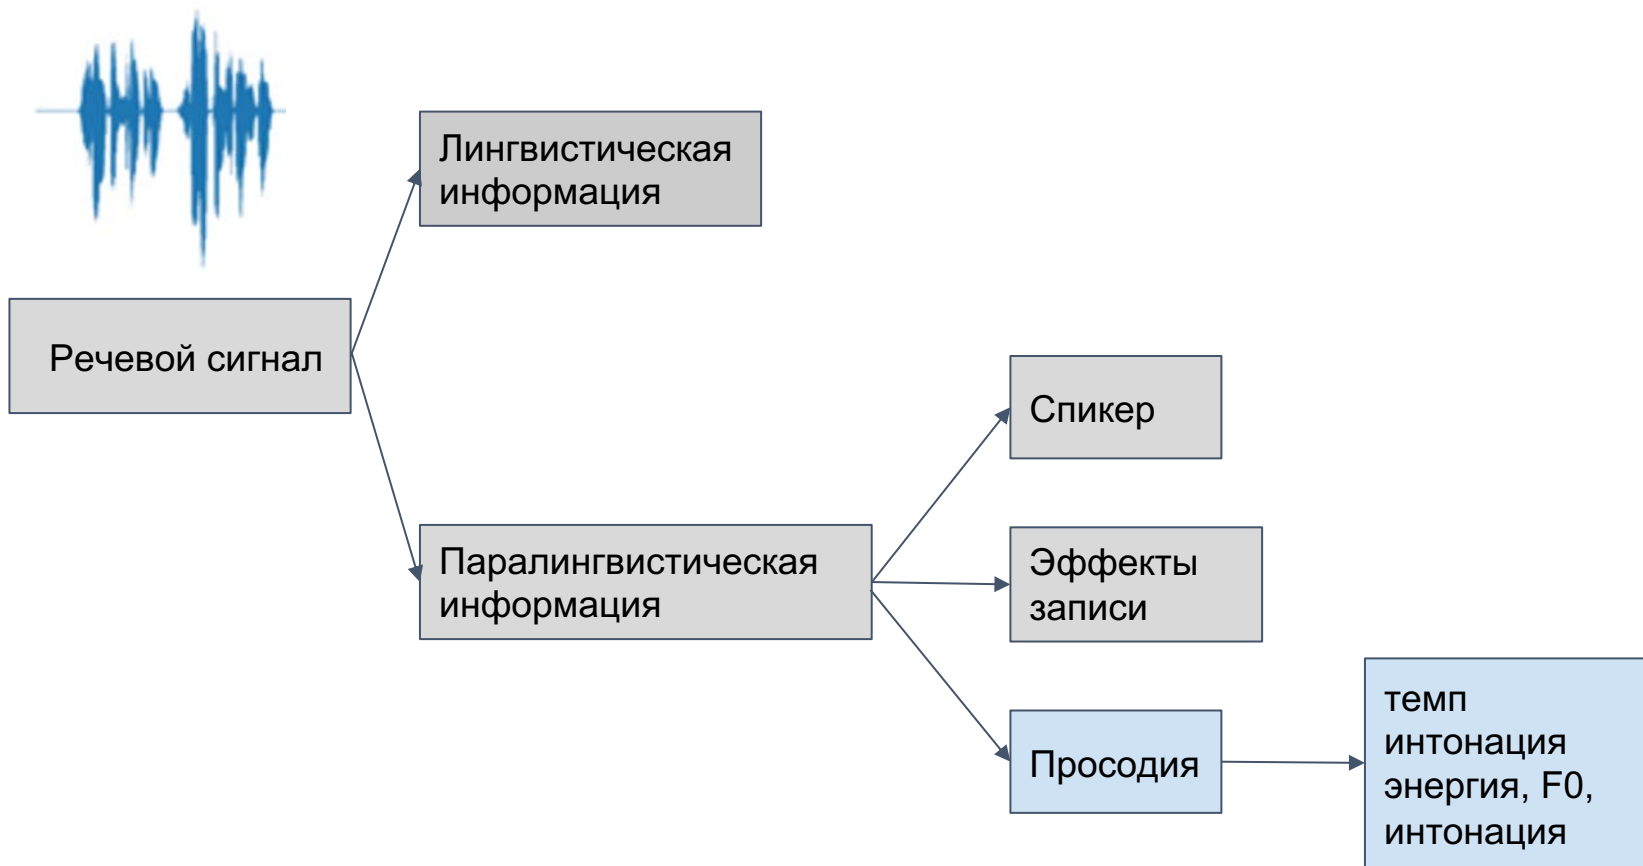 Лингвистическая
информация
Речевой сигнал
Спикер
Паралингвистическая
информация
Эффекты
записи
Просодия
темп
интонация
энергия, F0,
интонация